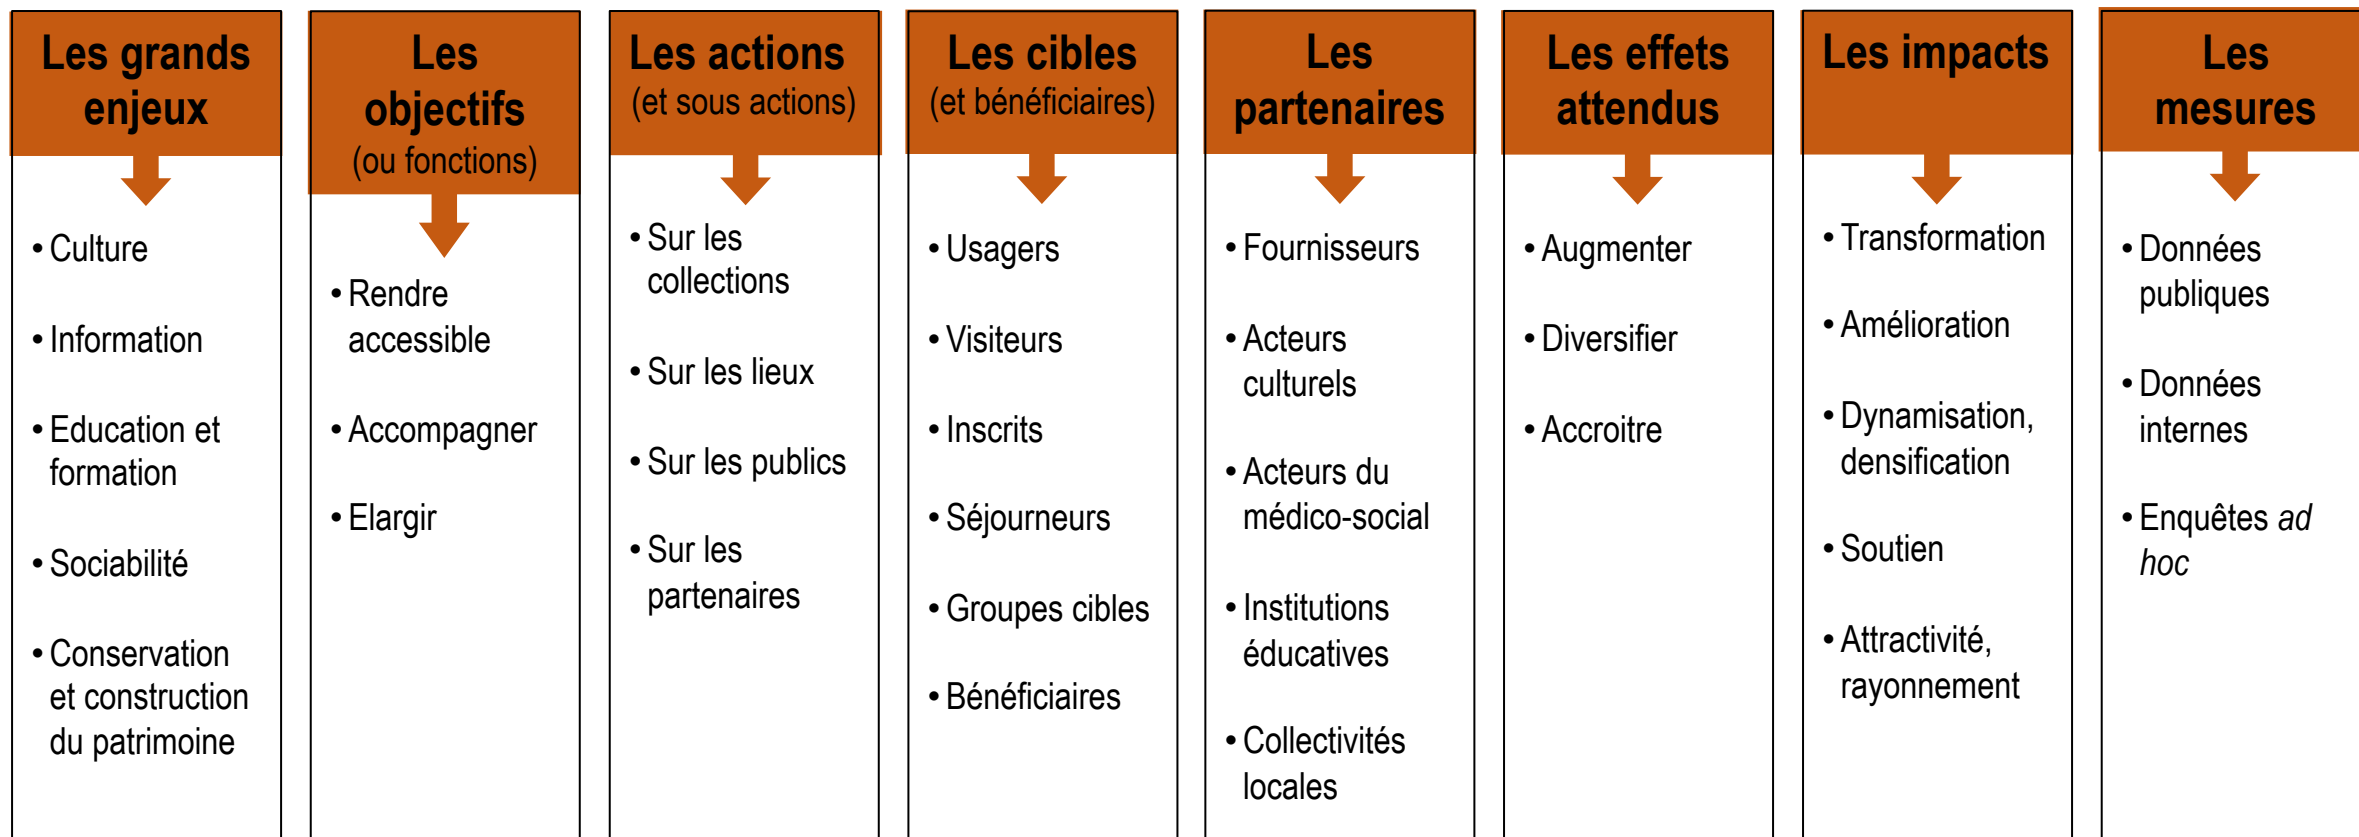 Les grands
enjeux
• Culture
• Information
• Education et
formation
• Sociabilité
• Conservation
et construction
du patrimoine
Les
objectifs
(ou fonctions)
• Rendre
accessible
• Accompagner
• Elargir
Les actions
(et sous actions)
• Sur les
collections
• Sur les lieux
• Sur les publics
• Sur les
partenaires
Les cibles
(et bénéficiaires)
• Usagers
• Visiteurs
• Inscrits
• Séjourneurs
• Groupes cibles
• Bénéficiaires
Les
partenaires
• Fournisseurs
• Acteurs
culturels
• Acteurs du
médico-social
• Institutions
éducatives
• Collectivités
locales
Les effets
attendus
• Augmenter
• Diversifier
• Accroitre
Les impacts
• Transformation
• Amélioration
• Dynamisation,
densification
• Soutien
• Attractivité,
rayonnement
Les
mesures
• Données
publiques
• Données
internes
• Enquêtes ad
hoc